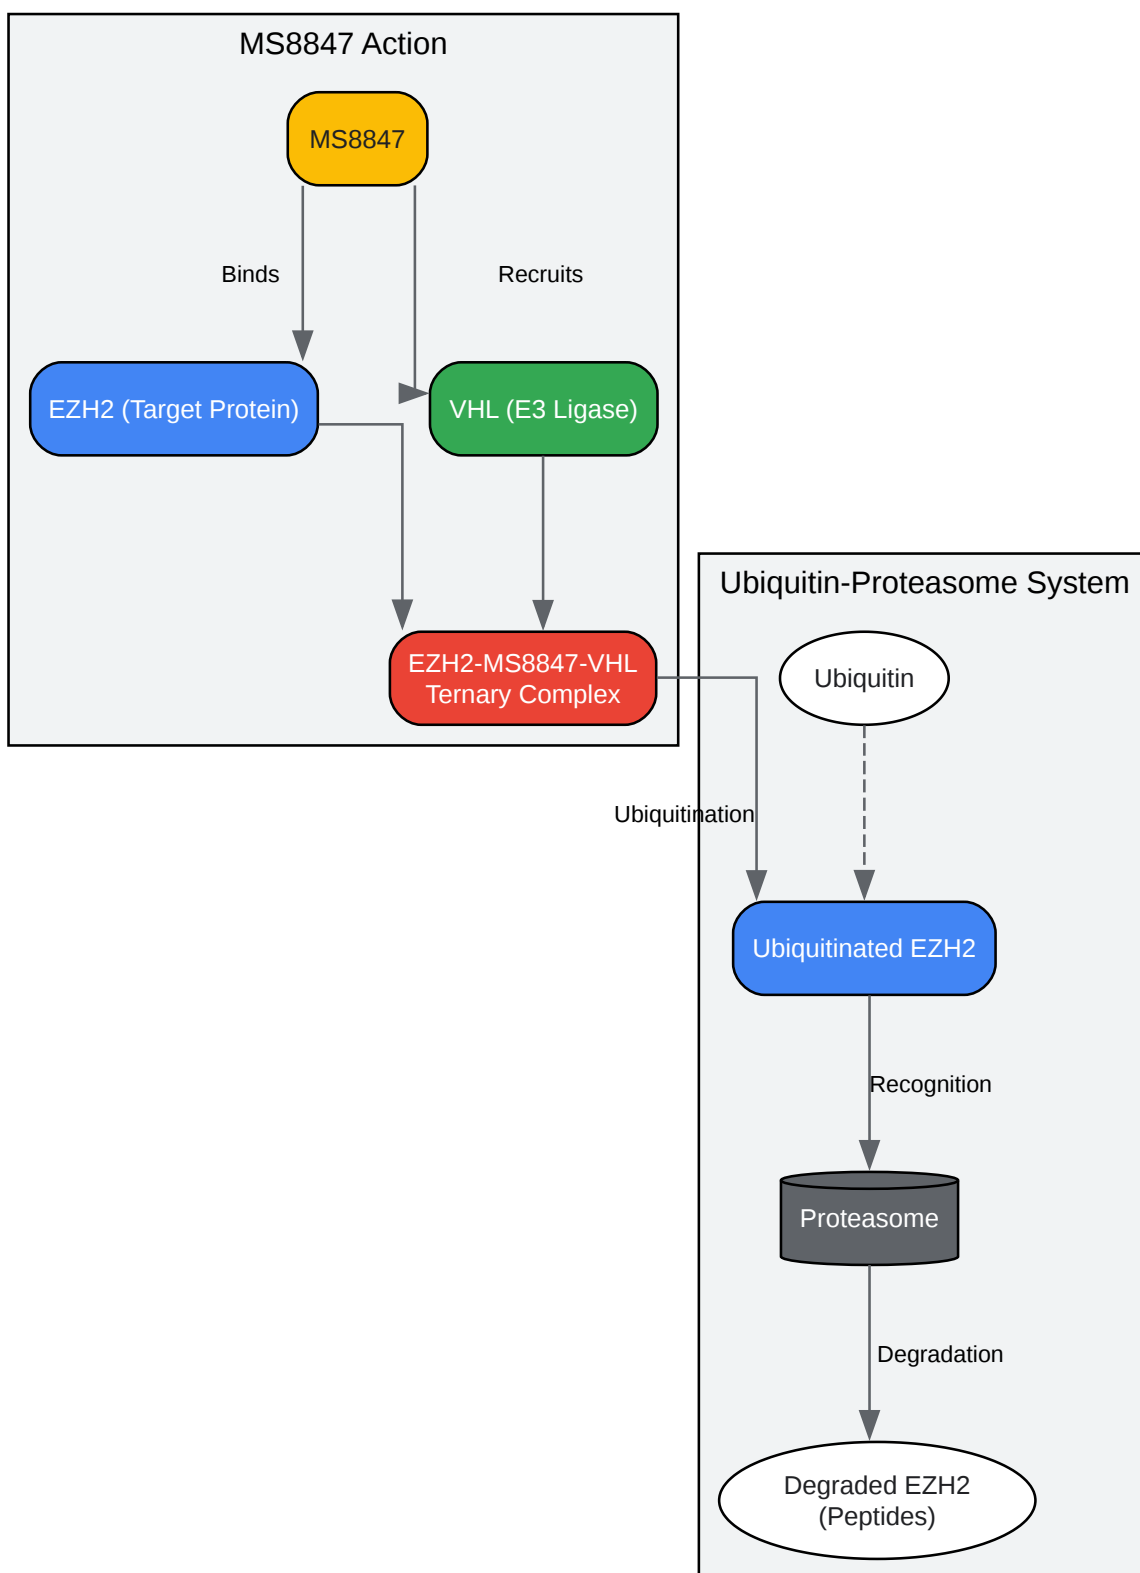 MS8847 Action
MS8847
Binds
Recruits
EZH2 (Target Protein)
VHL (E3 Ligase)
EZH2-MS8847-VHL
Ternary Complex
Ubiquitin-Proteasome System
Ubiquitin
Ubiquitination
Ubiquitinated EZH2
Recognition
Proteasome
Degradation
Degraded EZH2
(Peptides)